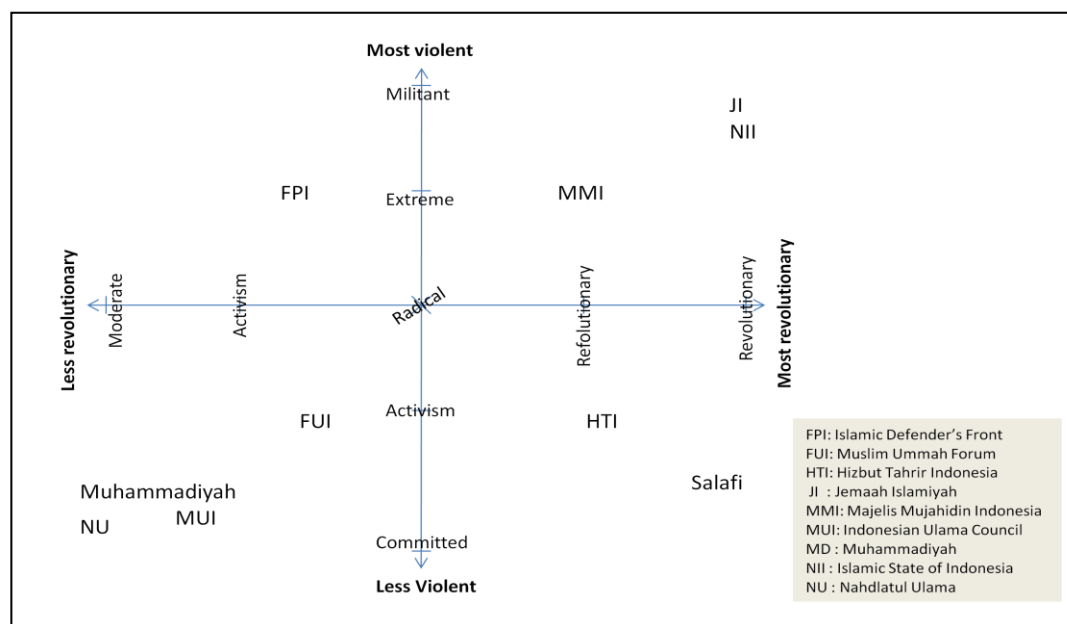 Most violent
Militant
JI
NII
FPI
Extreme
MMI
Less revolutionary
Moderate
Activism
Radical
Refolutionary
Revolutionary
Most revolutionary
FUI
Activism
HTI
Salafi
Muhammadiyah
NU
MUI
Committed
Less Violent
FPI: Islamic Defender's Front
FUI: Muslim Ummah Forum
HTI: Hizbut Tahrir Indonesia
JI : Jemaah Islamiyah
MMI: Majelis Mujahidin Indonesia
MUI: Indonesian Ulama Council
MD : Muhammadiyah
NII : Islamic State of Indonesia
NU : Nahdlatul Ulama